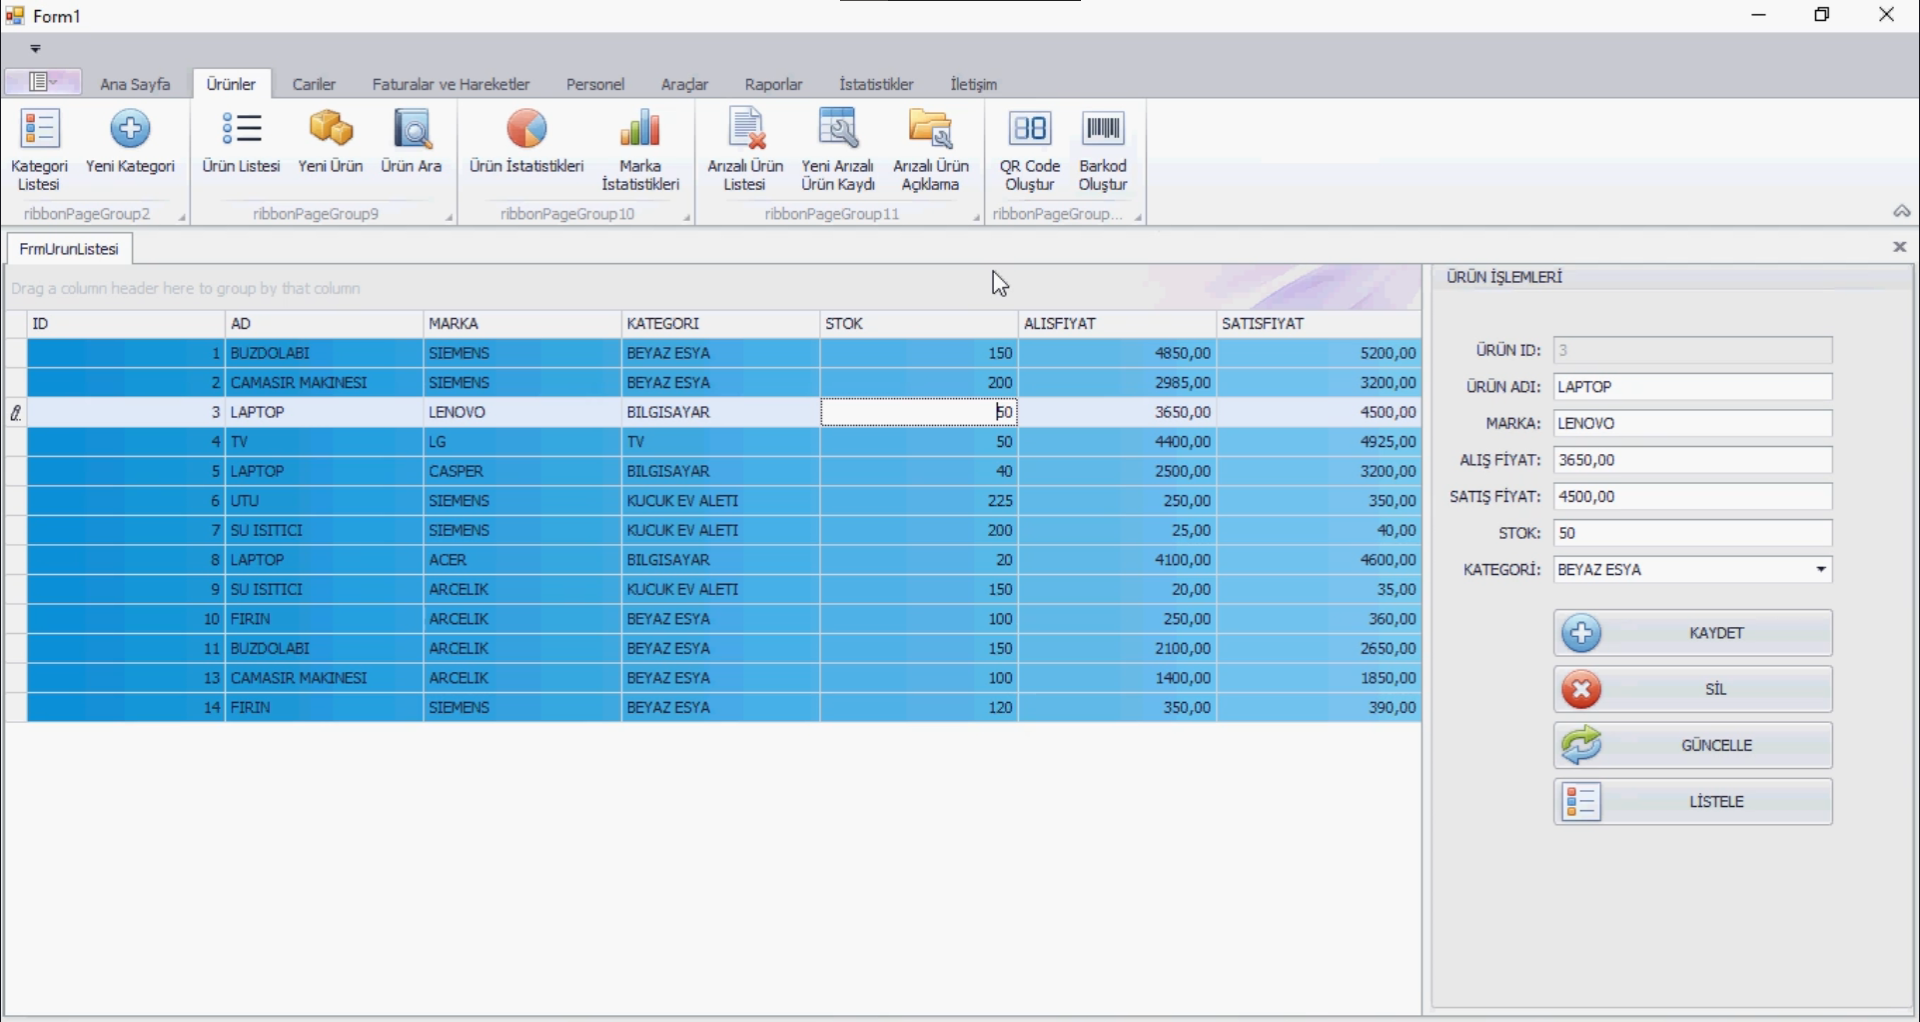 Form1
Ana Sayfa Ürünler Cariler Faturalar ve Hareketler Personel Araçlar Raporlar İstatistikler İletişim
Kategori Listesi Yeni Kategori Ürün Listesi Yeni Ürün Ürün Ara Ürün İstatistikleri Marka İstatistikleri Arızalı Ürün Listesi Yeni Arızalı Ürün Kaydı Arızalı Ürün Açıklama QR Code Oluştur Barkod Oluştur
ribbonPageGroup2 ribbonPageGroup9 ribbonPageGroup10 ribbonPageGroup11 ribbonPageGroup...
FrmUrunListesi
Drag a column header here to group by that column
ID AD MARKA KATEGORI STOK ALISFIYAT SATISFIYAT
1 BUZDOLABI SIEMENS BEYAZ ESYA 150 4850,00 5200,00
2 CAMASIR MAKINESI SIEMENS BEYAZ ESYA 200 2985,00 3200,00
3 LAPTOP LENOVO BILGISAYAR 50 3650,00 4500,00
4 TV LG TV 50 4400,00 4925,00
5 LAPTOP CASPER BILGISAYAR 40 2500,00 3200,00
6 UTU SIEMENS KUCUK EV ALETI 225 250,00 350,00
7 SU ISITICI SIEMENS KUCUK EV ALETI 200 25,00 40,00
8 LAPTOP ACER BILGISAYAR 20 4100,00 4600,00
9 SU ISITICI ARCELIK KUCUK EV ALETI 150 20,00 35,00
10 FIRIN ARCELIK BEYAZ ESYA 100 250,00 360,00
11 BUZDOLABI ARCELIK BEYAZ ESYA 150 2100,00 2650,00
13 CAMASIR MAKINESI ARCELIK BEYAZ ESYA 100 1400,00 1850,00
14 FIRIN SIEMENS BEYAZ ESYA 120 350,00 390,00
ÜRÜN İŞLEMLERİ
ÜRÜN ID: 3
ÜRÜN ADI: LAPTOP
MARKA: LENOVO
ALIŞ FİYAT: 3650,00
SATIŞ FİYAT: 4500,00
STOK: 50
KATEGORİ: BEYAZ ESYA
KAYDET
SİL
GÜNCELLE
LİSTELE